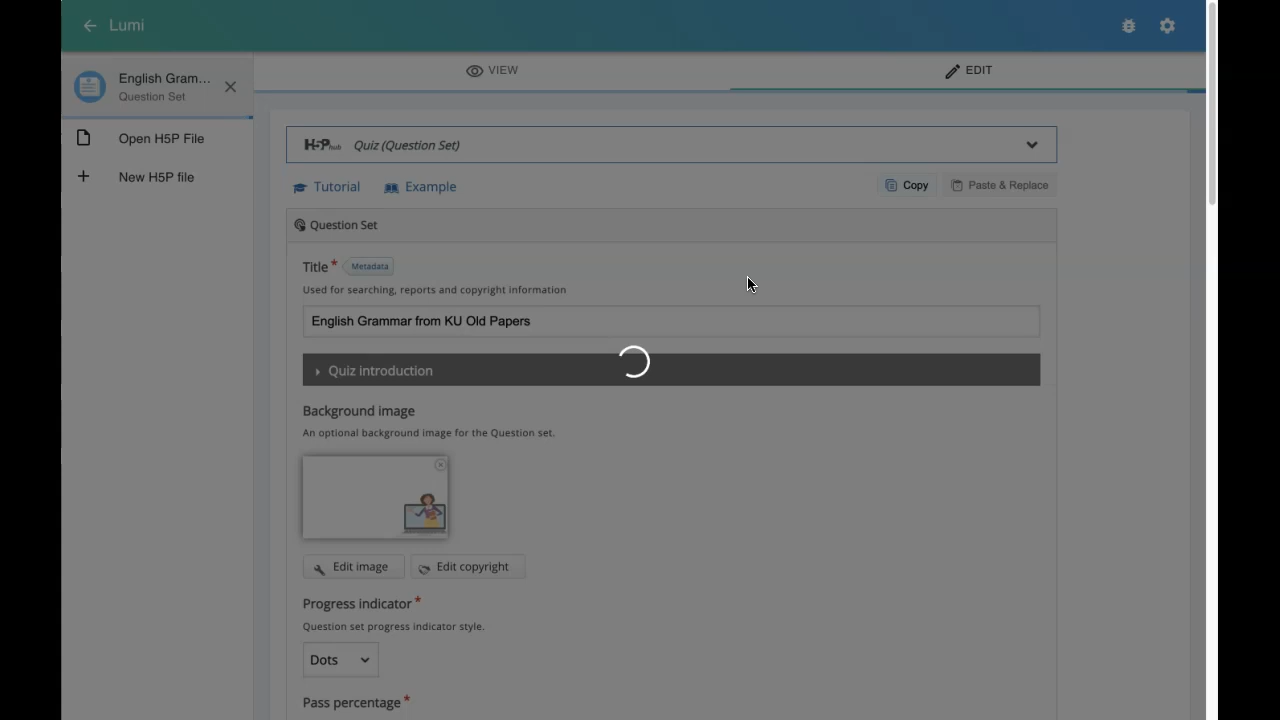 Lumi
VIEW
EDIT
English Gram...
Question Set
Open H5P File
New H5P file
H5P hub Quiz (Question Set)
Tutorial
Example
Copy
Paste & Replace
Question Set
Title *
Metadata
Used for searching, reports and copyright information
English Grammar from KU Old Papers
Quiz introduction
Background image
An optional background image for the Question set.
Edit image
Edit copyright
Progress indicator *
Question set progress indicator style.
Dots
Pass percentage *